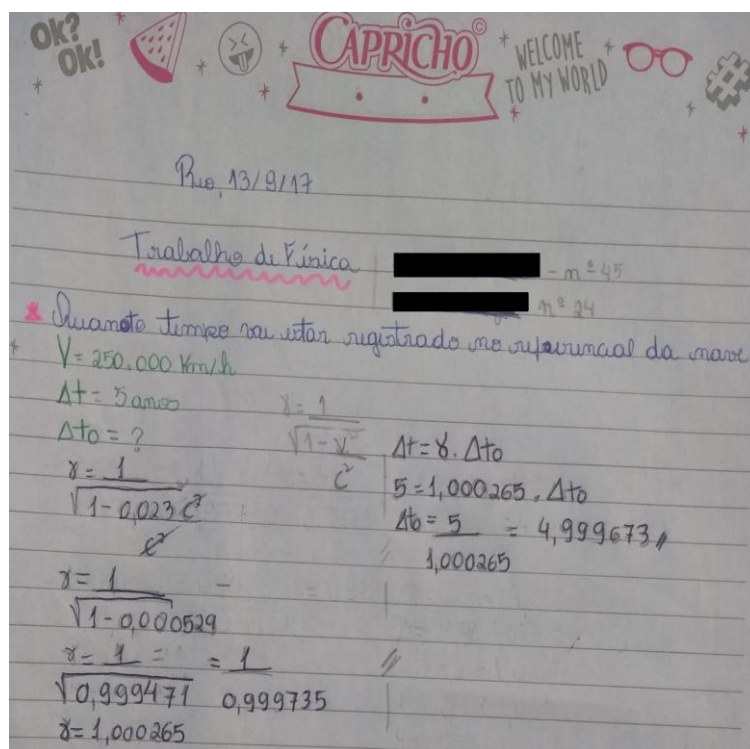 Ok?
Ok!
CAPRICHO©
WELCOME
TO MY WORLD
#
Rio, 13/9/17
Trabalho de Física
- nº 45
nº 24
Quanto tempo vai estar registrado no referencial da nave
V = 250.000 Km/h
Δt = 5 anos
Δto = ?
γ = 1
√1 - v²
c²
γ = 1
√1 - 0,023 c²
c²
γ = 1
√1 - 0,000529
γ = 1 = = 1
√0,999471 0,999735
γ = 1,000265
Δt = γ . Δto
5 = 1,000265 . Δto
Δto = 5 = 4,999673 //
1,000265